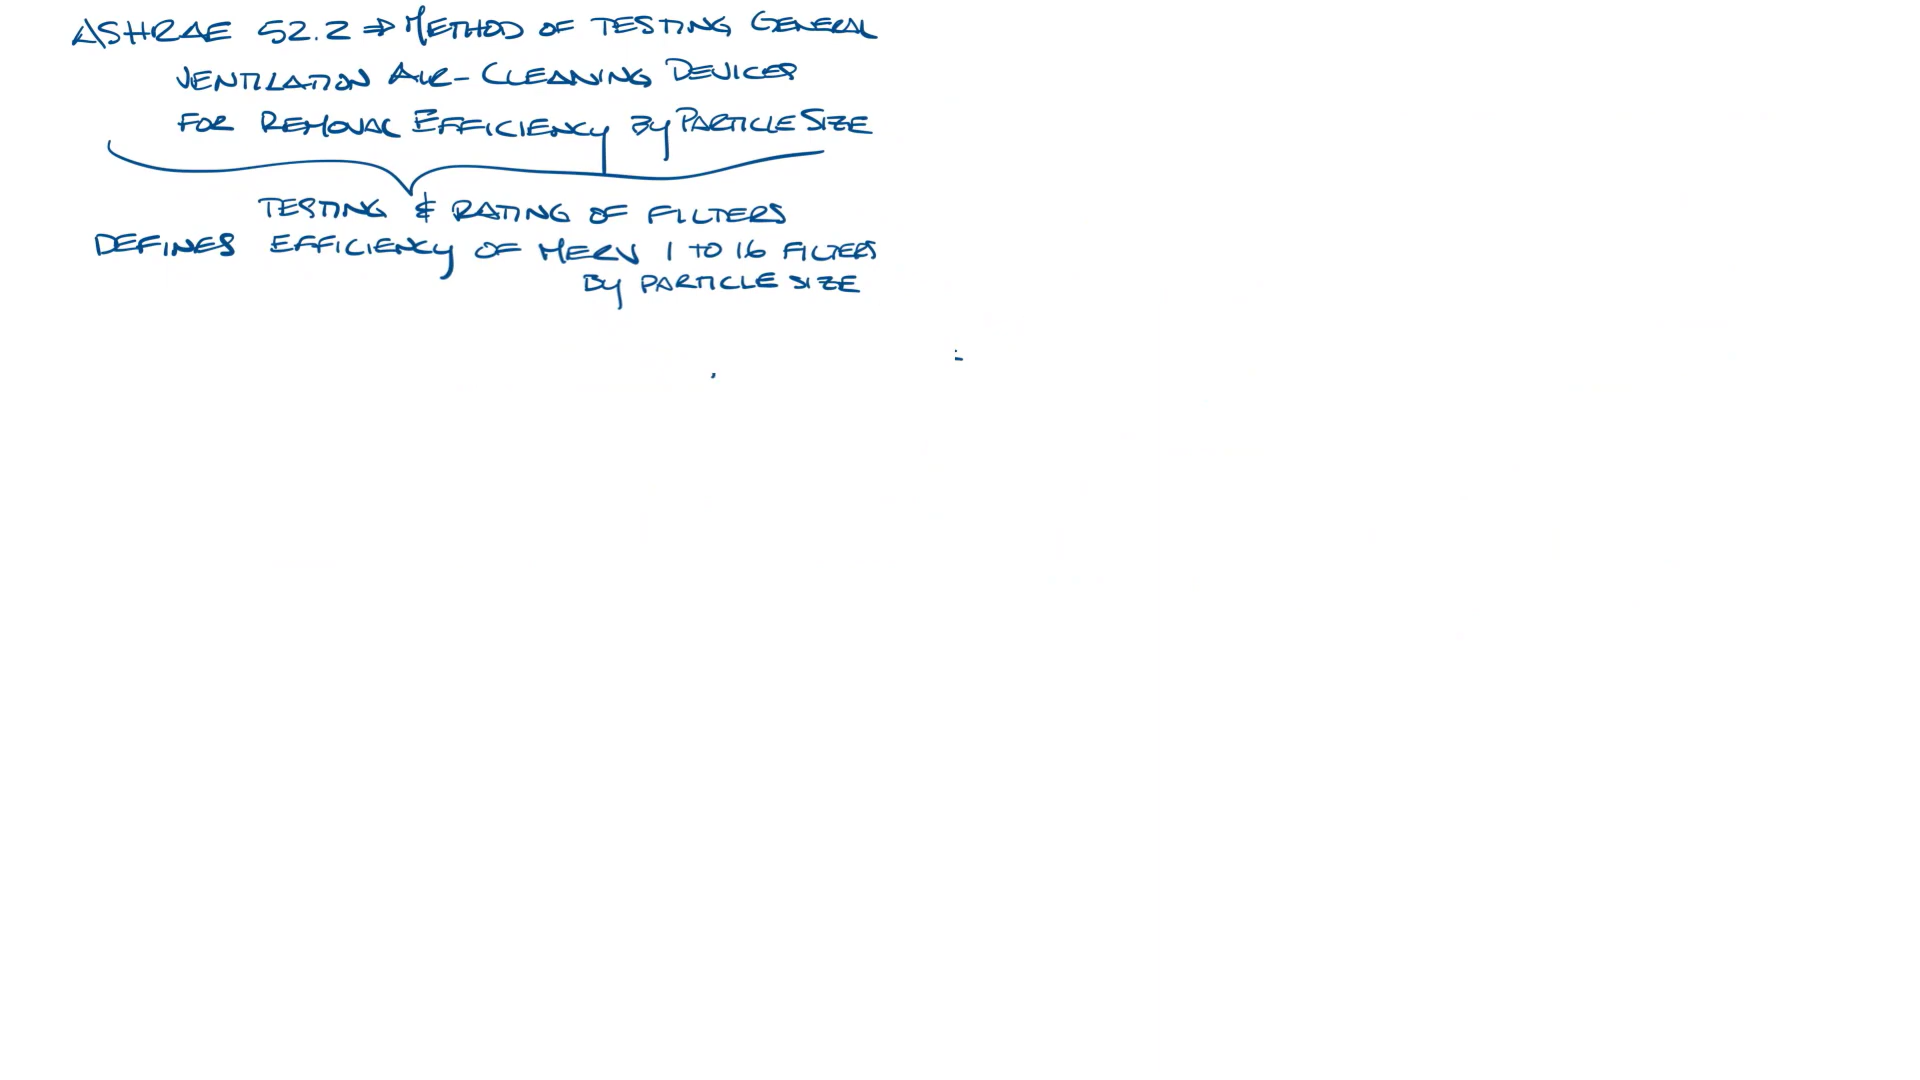 ASHRAE 52.2 ⇒ METHOD OF TESTING GENERAL
VENTILATION AIR-CLEANING DEVICES
FOR REMOVAL EFFICIENCY By PARTICLE SIZE
TESTING & RATING OF FILTERS
DEFINES EFFICIENCY OF MERV 1 TO 16 FILTERS
By PARTICLE SIZE